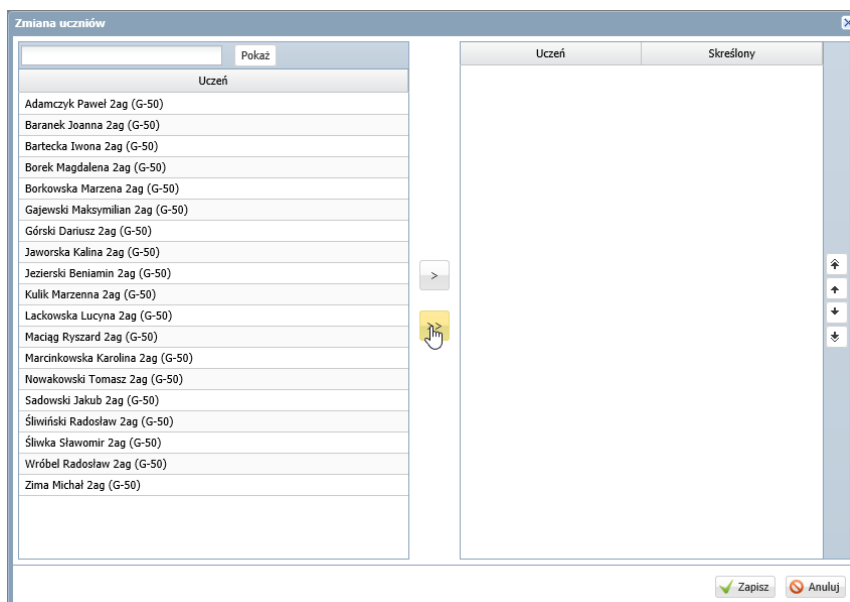 Zmiana uczniów
Pokaż
Uczeń
Adamczyk Paweł 2ag (G-50)
Baranek Joanna 2ag (G-50)
Bartecka Iwona 2ag (G-50)
Borek Magdalena 2ag (G-50)
Borkowska Marzena 2ag (G-50)
Gajewski Maksymilian 2ag (G-50)
Górski Dariusz 2ag (G-50)
Jaworska Kalina 2ag (G-50)
Jezierski Beniamin 2ag (G-50)
Kulik Marzenna 2ag (G-50)
Lackowska Lucyna 2ag (G-50)
Maciąg Ryszard 2ag (G-50)
Marcinkowska Karolina 2ag (G-50)
Nowakowski Tomasz 2ag (G-50)
Sadowski Jakub 2ag (G-50)
Śliwiński Radosław 2ag (G-50)
Śliwka Sławomir 2ag (G-50)
Wróbel Radosław 2ag (G-50)
Zima Michał 2ag (G-50)
>
>>
Uczeń Skreślony
Zapisz Anuluj